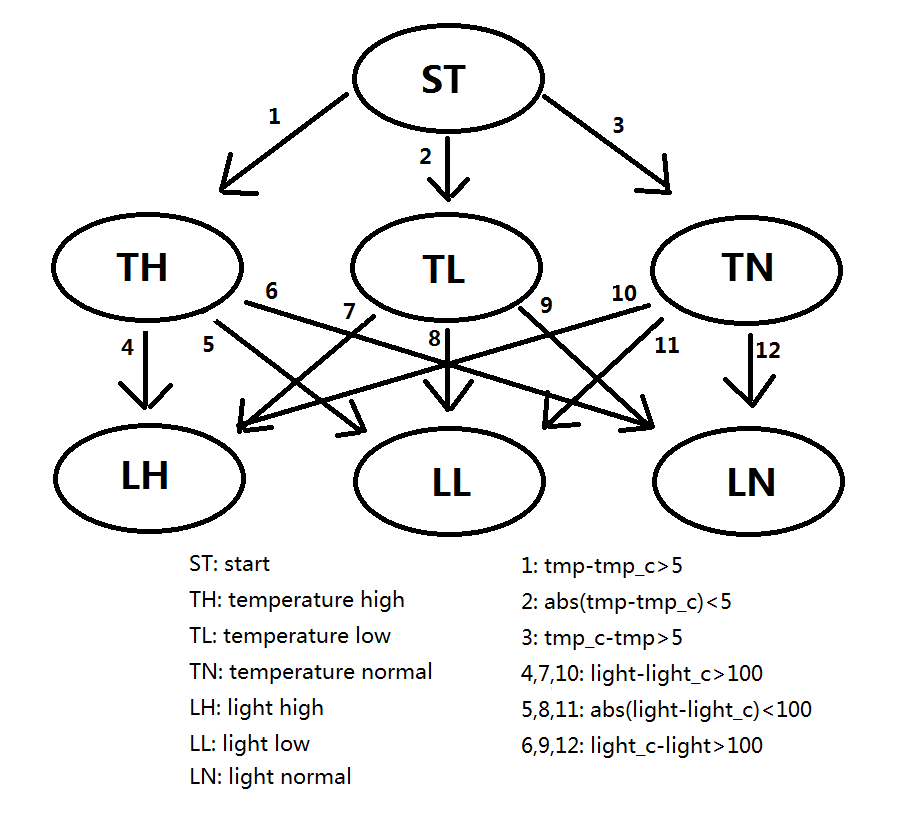 ST
1
2
3
TH
TL
TN
4
5
6
7
8
9
10
11
12
LH
LL
LN
ST: start
TH: temperature high
TL: temperature low
TN: temperature normal
LH: light high
LL: light low
LN: light normal
1: tmp-tmp_c>5
2: abs(tmp-tmp_c)<5
3: tmp_c-tmp>5
4,7,10: light-light_c>100
5,8,11: abs(light-light_c)<100
6,9,12: light_c-light>100